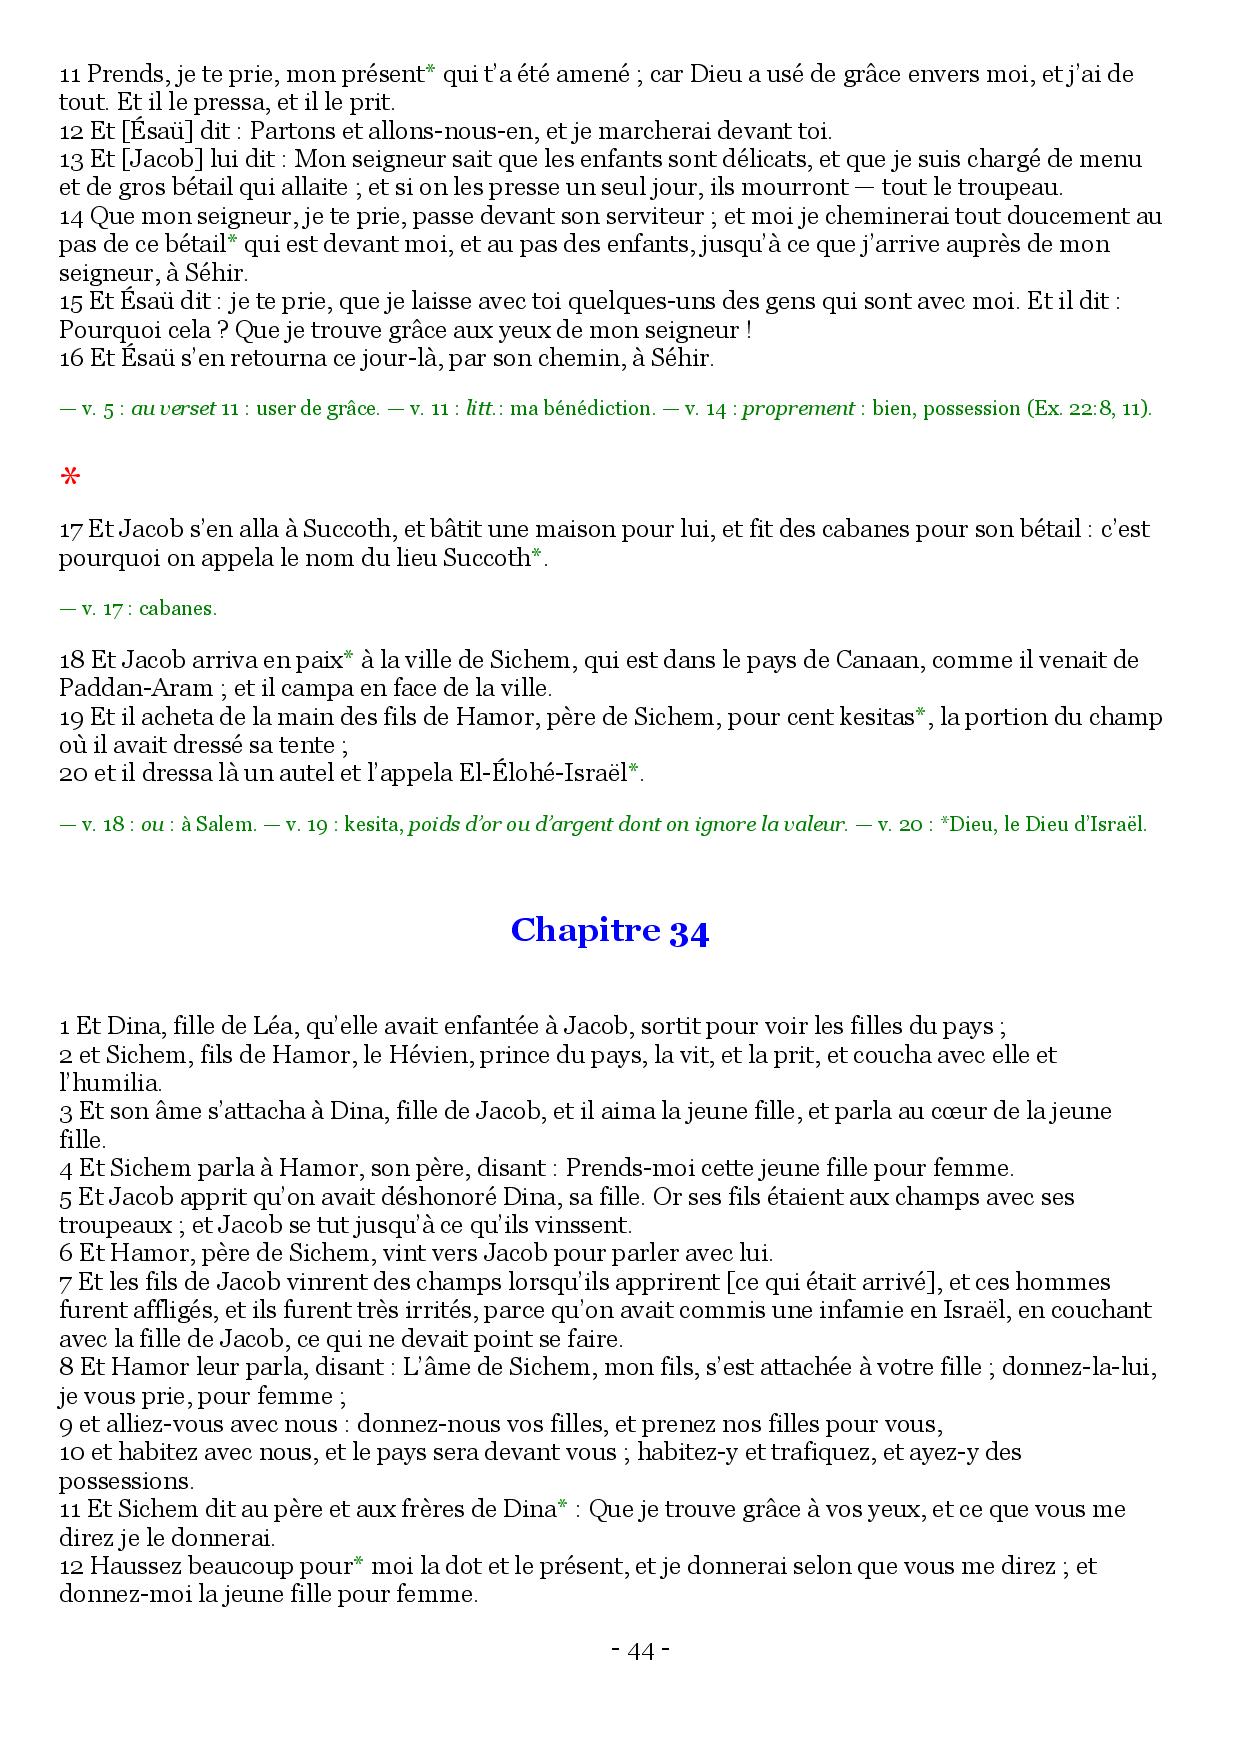 11 Prends, je te prie, mon présent* qui t’a été amené ; car Dieu a usé de grâce envers moi, et j’ai de
tout. Et il le pressa, et il le prit.
12 Et [Ésaü] dit : Partons et allons-nous-en, et je marcherai devant toi.
13 Et [Jacob] lui dit : Mon seigneur sait que les enfants sont délicats, et que je suis chargé de menu
et de gros bétail qui allaite ; et si on les presse un seul jour, ils mourront — tout le troupeau.
14 Que mon seigneur, je te prie, passe devant son serviteur ; et moi je cheminerai tout doucement au
pas de ce bétail* qui est devant moi, et au pas des enfants, jusqu’à ce que j’arrive auprès de mon
seigneur, à Séhir.
15 Et Ésaü dit : je te prie, que je laisse avec toi quelques-uns des gens qui sont avec moi. Et il dit :
Pourquoi cela ? Que je trouve grâce aux yeux de mon seigneur !
16 Et Ésaü s’en retourna ce jour-là, par son chemin, à Séhir.
— v. 5 : au verset 11 : user de grâce. — v. 11 : litt.: ma bénédiction. — v. 14 : proprement : bien, possession (Ex. 22:8, 11).
*
17 Et Jacob s’en alla à Succoth, et bâtit une maison pour lui, et fit des cabanes pour son bétail : c’est
pourquoi on appela le nom du lieu Succoth*.
— v. 17 : cabanes.
18 Et Jacob arriva en paix* à la ville de Sichem, qui est dans le pays de Canaan, comme il venait de
Paddan-Aram ; et il campa en face de la ville.
19 Et il acheta de la main des fils de Hamor, père de Sichem, pour cent kesitas*, la portion du champ
où il avait dressé sa tente ;
20 et il dressa là un autel et l’appela El-Élohé-Israël*.
— v. 18 : ou : à Salem. — v. 19 : kesita, poids d’or ou d’argent dont on ignore la valeur. — v. 20 : *Dieu, le Dieu d’Israël.
Chapitre 34
1 Et Dina, fille de Léa, qu’elle avait enfantée à Jacob, sortit pour voir les filles du pays ;
2 et Sichem, fils de Hamor, le Hévien, prince du pays, la vit, et la prit, et coucha avec elle et
l’humilia.
3 Et son âme s’attacha à Dina, fille de Jacob, et il aima la jeune fille, et parla au cœur de la jeune
fille.
4 Et Sichem parla à Hamor, son père, disant : Prends-moi cette jeune fille pour femme.
5 Et Jacob apprit qu’on avait déshonoré Dina, sa fille. Or ses fils étaient aux champs avec ses
troupeaux ; et Jacob se tut jusqu’à ce qu’ils vinssent.
6 Et Hamor, père de Sichem, vint vers Jacob pour parler avec lui.
7 Et les fils de Jacob vinrent des champs lorsqu’ils apprirent [ce qui était arrivé], et ces hommes
furent affligés, et ils furent très irrités, parce qu’on avait commis une infamie en Israël, en couchant
avec la fille de Jacob, ce qui ne devait point se faire.
8 Et Hamor leur parla, disant : L’âme de Sichem, mon fils, s’est attachée à votre fille ; donnez-la-lui,
je vous prie, pour femme ;
9 et alliez-vous avec nous : donnez-nous vos filles, et prenez nos filles pour vous,
10 et habitez avec nous, et le pays sera devant vous ; habitez-y et trafiquez, et ayez-y des
possessions.
11 Et Sichem dit au père et aux frères de Dina* : Que je trouve grâce à vos yeux, et ce que vous me
direz je le donnerai.
12 Haussez beaucoup pour* moi la dot et le présent, et je donnerai selon que vous me direz ; et
donnez-moi la jeune fille pour femme.
- 44 -